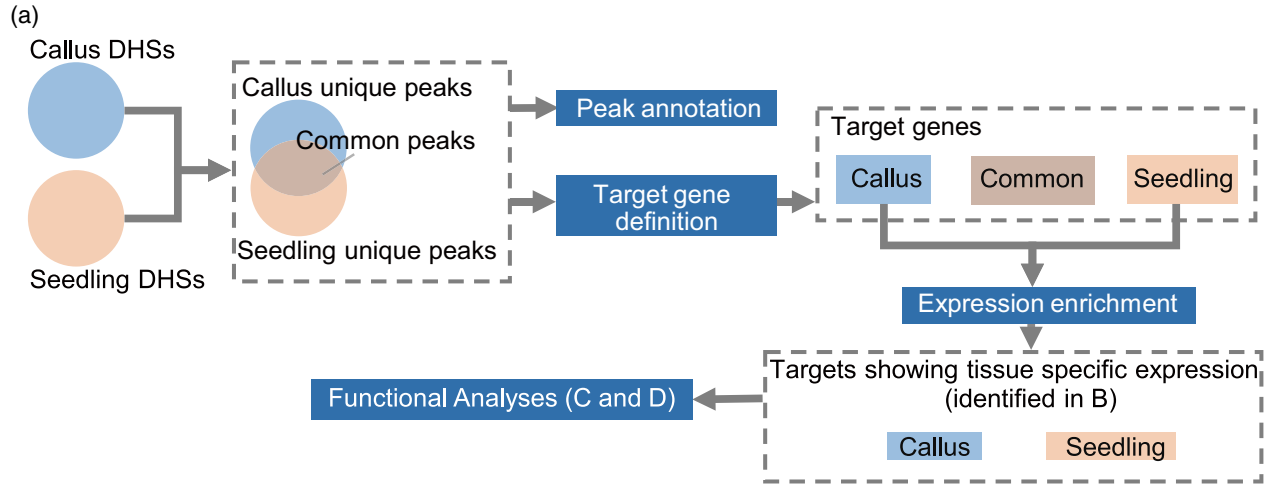 (a)
Callus DHSs
Seedling DHSs
Callus unique peaks
Common peaks
Seedling unique peaks
Peak annotation
Target gene
definition
Target genes
Callus
Common
Seedling
Expression enrichment
Targets showing tissue specific expression
(identified in B)
Callus
Seedling
Functional Analyses (C and D)